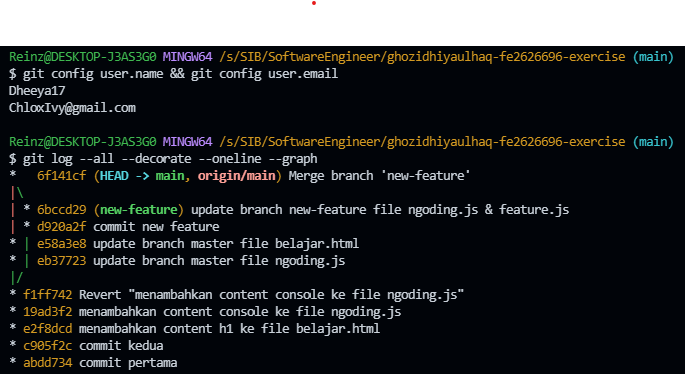 Reinz@DESKTOP-J3AS3G0 MINGW64 /s/SIB/SoftwareEngineer/ghozidhiyaulhaq-fe2626696-exercise (main)
$ git config user.name && git config user.email
Dheeya17
ChloxIvy@gmail.com
Reinz@DESKTOP-J3AS3G0 MINGW64 /s/SIB/SoftwareEngineer/ghozidhiyaulhaq-fe2626696-exercise (main)
$ git log --all --decorate --oneline --graph
*   6f141cf (HEAD -> main, origin/main) Merge branch 'new-feature'
|\
| * 6bccd29 (new-feature) update branch new-feature file ngoding.js & feature.js
| * d920a2f commit new feature
* | e58a3e8 update branch master file belajar.html
* | eb37723 update branch master file ngoding.js
|/
* f1ff742 Revert "menambahkan content console ke file ngoding.js"
* 19ad3f2 menambahkan content console ke file ngoding.js
* e2f8dcd menambahkan content h1 ke file belajar.html
* c905f2c commit kedua
* abdd734 commit pertama